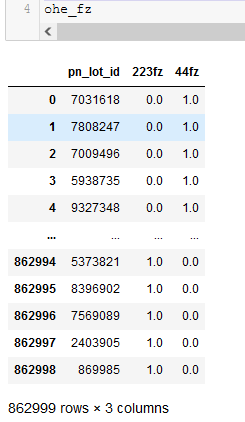 4 ohe_fz
pn_lot_id 223fz 44fz
0 7031618 0.0 1.0
1 7808247 0.0 1.0
2 7009496 0.0 1.0
3 5938735 0.0 1.0
4 9327348 0.0 1.0
... ... ... ...
862994 5373821 1.0 0.0
862995 8396902 1.0 0.0
862996 7569089 1.0 0.0
862997 2403905 1.0 0.0
862998 869985 1.0 0.0
862999 rows × 3 columns